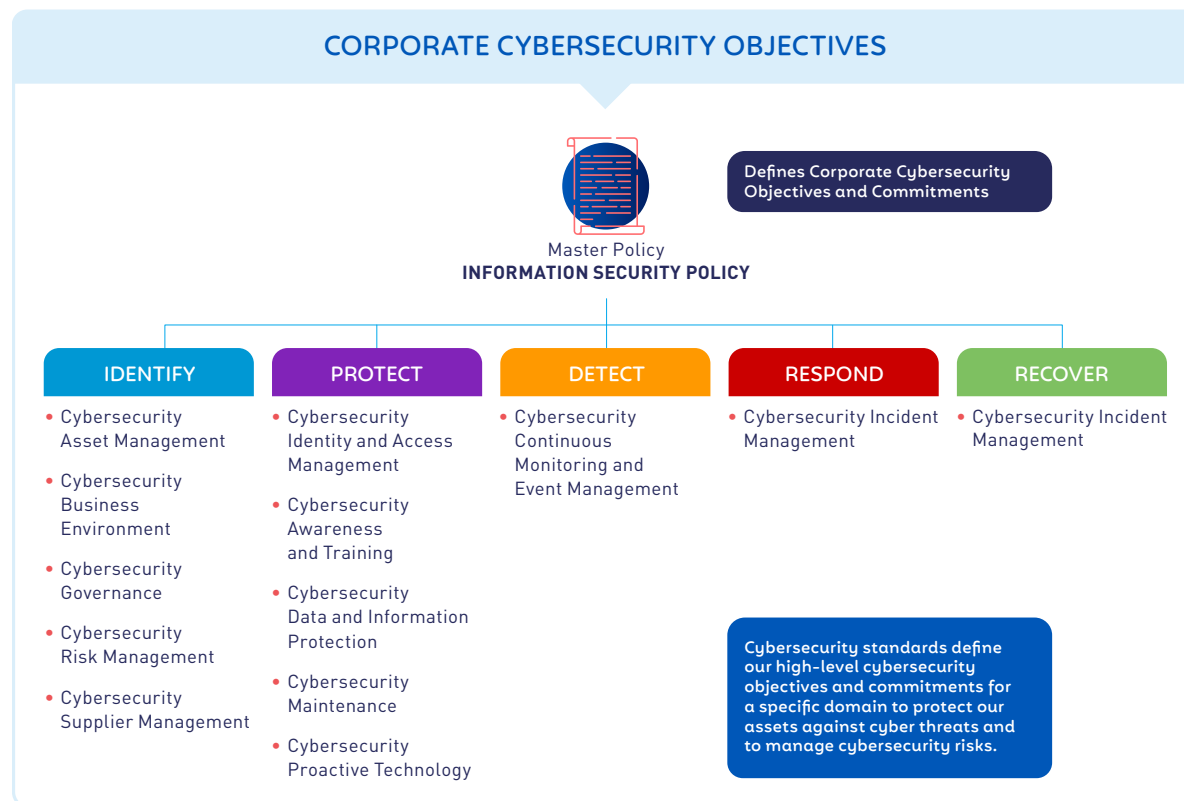 CORPORATE CYBERSECURITY OBJECTIVES
Defines Corporate Cybersecurity
Objectives and Commitments
Master Policy
INFORMATION SECURITY POLICY
IDENTIFY
• Cybersecurity
Asset Management
• Cybersecurity
Business
Environment
• Cybersecurity
Governance
• Cybersecurity
Risk Management
• Cybersecurity
Supplier Management
PROTECT
• Cybersecurity
Identity and Access
Management
• Cybersecurity
Awareness
and Training
• Cybersecurity
Data and Information
Protection
• Cybersecurity
Maintenance
• Cybersecurity
Proactive Technology
DETECT
• Cybersecurity
Continuous
Monitoring and
Event Management
RESPOND
• Cybersecurity Incident
Management
RECOVER
• Cybersecurity Incident
Management
Cybersecurity standards define
our high-level cybersecurity
objectives and commitments for
a specific domain to protect our
assets against cyber threats and
to manage cybersecurity risks.